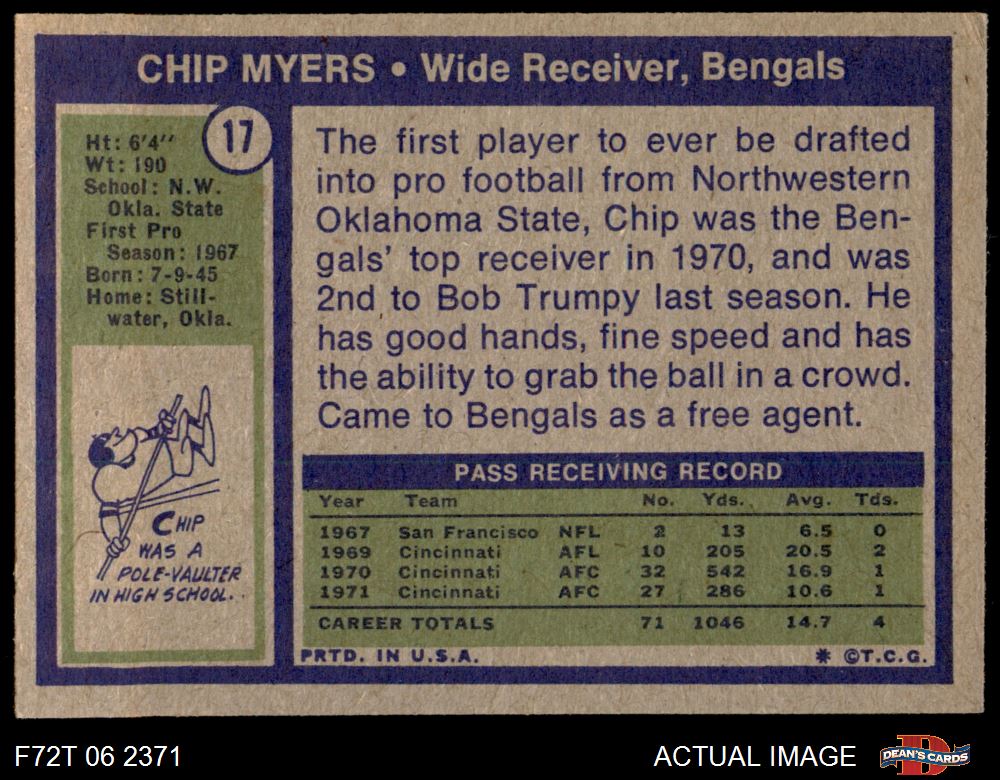 CHIP MYERS • Wide Receiver, Bengals
17
Ht: 6'4''
Wt: 190
School: N.W.
Okla. State
First Pro
Season: 1967
Born: 7-9-45
Home: Still-
water, Okla.
CHIP
WAS A
POLE-VAULTER
IN HIGH SCHOOL.
The first player to ever be drafted
into pro football from Northwestern
Oklahoma State, Chip was the Ben-
gals' top receiver in 1970, and was
2nd to Bob Trumpy last season. He
has good hands, fine speed and has
the ability to grab the ball in a crowd.
Came to Bengals as a free agent.
PASS RECEIVING RECORD
Year Team No. Yds. Avg. Tds.
1967 San Francisco NFL 2 13 6.5 0
1969 Cincinnati AFL 10 205 20.5 2
1970 Cincinnati AFC 32 542 16.9 1
1971 Cincinnati AFC 27 286 10.6 1
CAREER TOTALS 71 1046 14.7 4
PRTD. IN U.S.A. * ©T.C.G.
F72T 06 2371 ACTUAL IMAGE DEAN'S CARDS